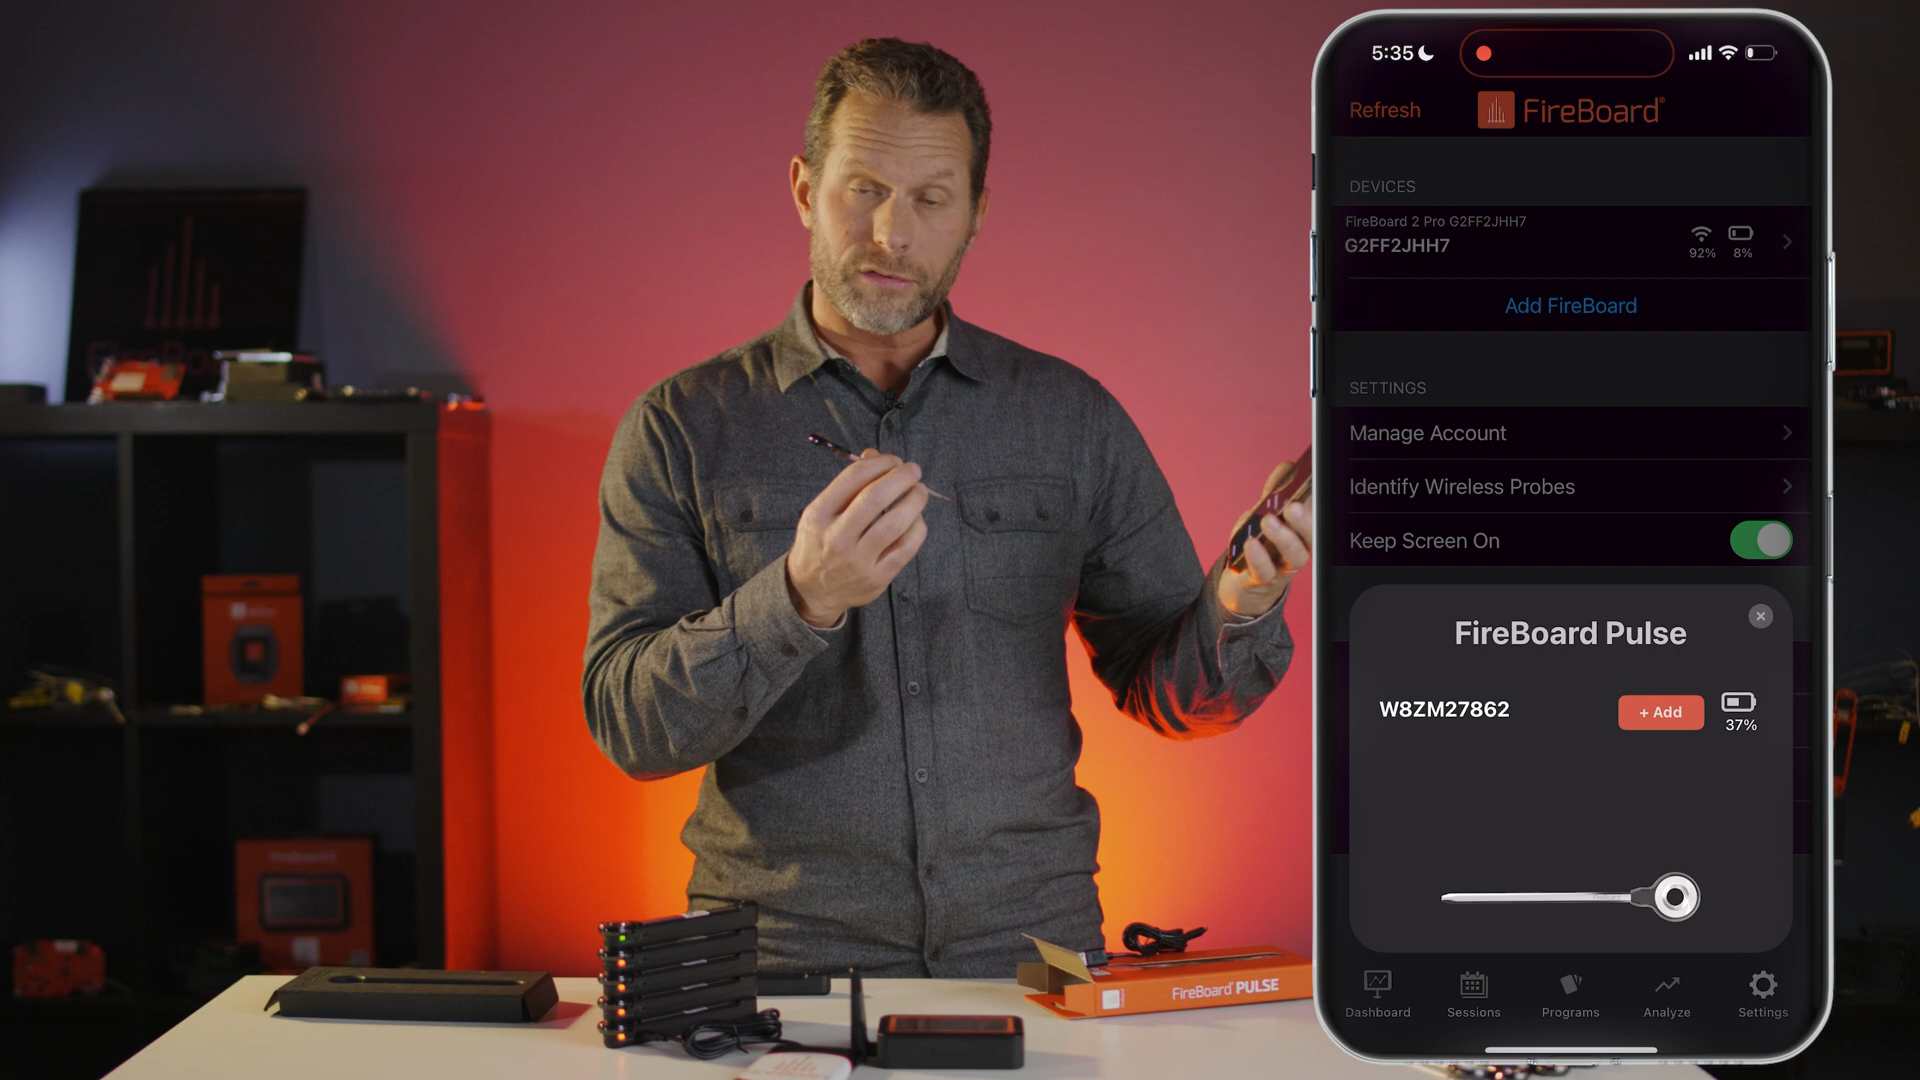 5:35
Refresh
FireBoard®
DEVICES
FireBoard 2 Pro G2FF2JHH7
G2FF2JHH7
92%
8%
Add FireBoard
SETTINGS
Manage Account
Identify Wireless Probes
Keep Screen On
FireBoard Pulse
W8ZM27862
+ Add
37%
Dashboard
Sessions
Programs
Analyze
Settings
FireBoard® PULSE